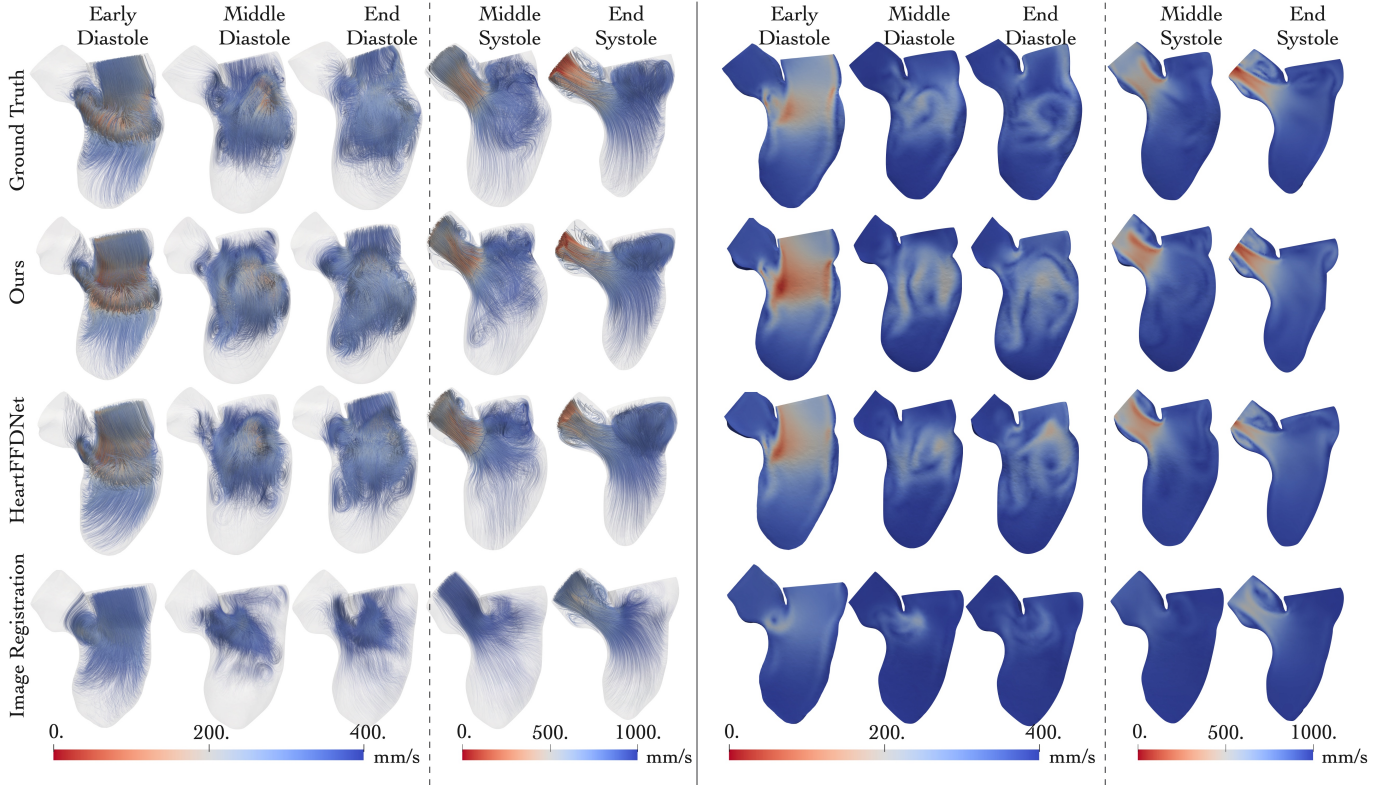 Early Diastole
Middle Diastole
End Diastole
Middle Systole
End Systole
Early Diastole
Middle Diastole
End Diastole
Middle Systole
End Systole
Ground Truth
Ours
HeartFFDNet
Image Registration
0. 200. 400. mm/s
0. 500. 1000. mm/s
0. 200. 400. mm/s
0. 500. 1000. mm/s